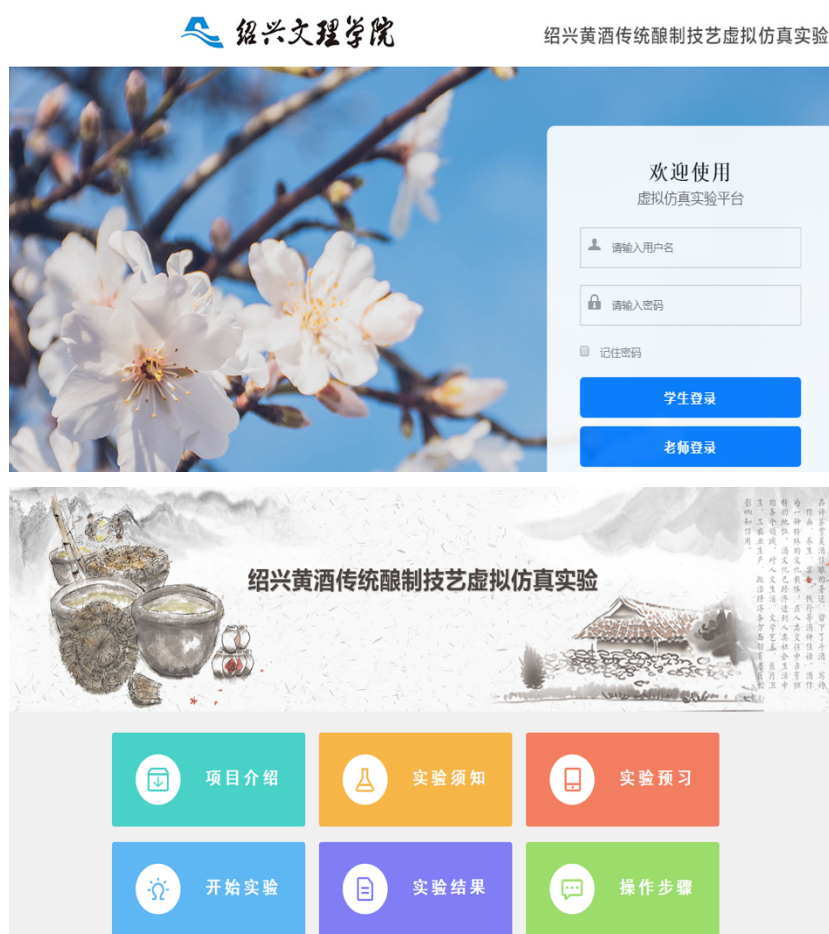 绍兴文理学院
绍兴黄酒传统酿制技艺虚拟仿真实验
欢迎使用
虚拟仿真实验平台
请输入用户名
请输入密码
记住密码
学生登录
老师登录
绍兴黄酒传统酿制技艺虚拟仿真实验
项目介绍
实验须知
实验预习
开始实验
实验结果
操作步骤